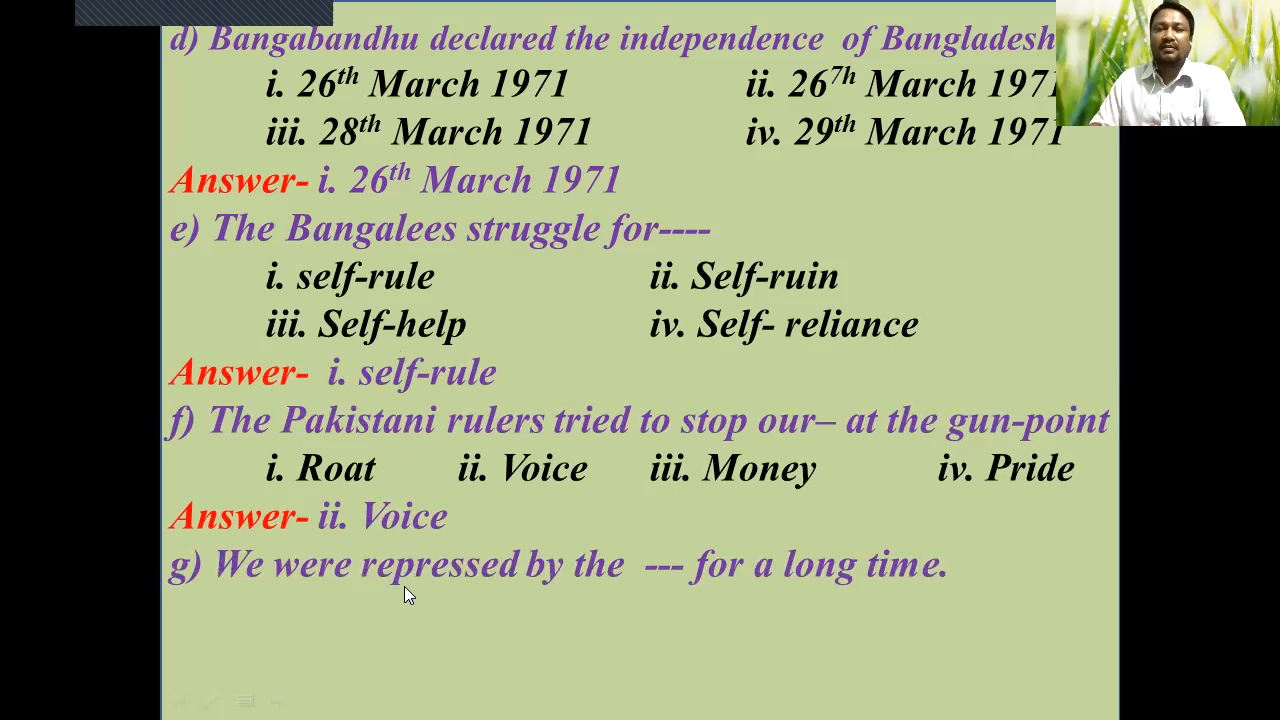 d) Bangabandhu declared the independence of Bangladesh
i. 26th March 1971 ii. 267h March 1971
iii. 28th March 1971 iv. 29th March 1971
Answer- i. 26th March 1971
e) The Bangalees struggle for----
i. self-rule ii. Self-ruin
iii. Self-help iv. Self- reliance
Answer- i. self-rule
f) The Pakistani rulers tried to stop our– at the gun-point
i. Roat ii. Voice iii. Money iv. Pride
Answer- ii. Voice
g) We were repressed by the --- for a long time.